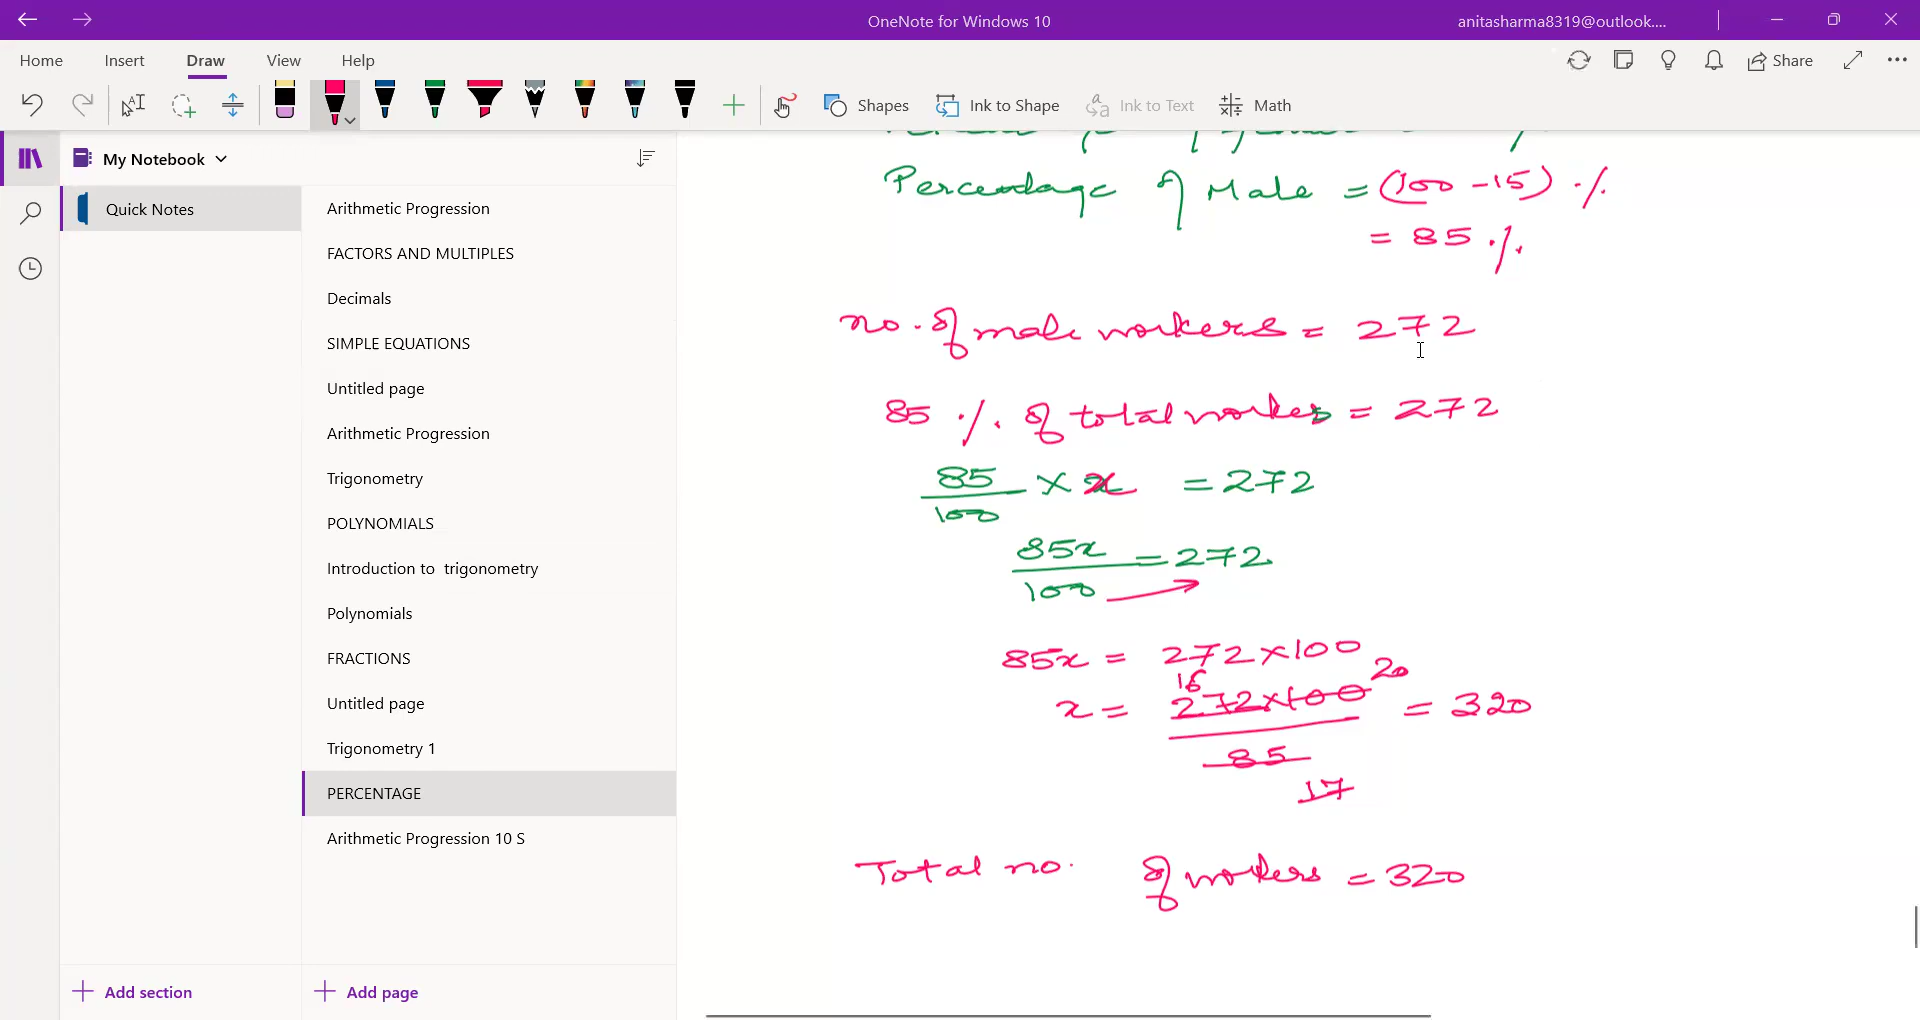 OneNote for Windows 10
anitasharma8319@outlook....
Home Insert Draw View Help
Share
Shapes Ink to Shape Ink to Text Math
My Notebook
Quick Notes
Arithmetic Progression
FACTORS AND MULTIPLES
Decimals
SIMPLE EQUATIONS
Untitled page
Arithmetic Progression
Trigonometry
POLYNOMIALS
Introduction to trigonometry
Polynomials
FRACTIONS
Untitled page
Trigonometry 1
PERCENTAGE
Arithmetic Progression 10 S
Add section
Add page
Percentage of Male = (100 - 15) %
= 85 %
no. of male workers = 272
85 % of total workers = 272
85/100 × x = 272
85x/100 = 272
85x = 272 × 100
16 20
x = 272 × 100 / 85 = 320
17
Total no. of workers = 320